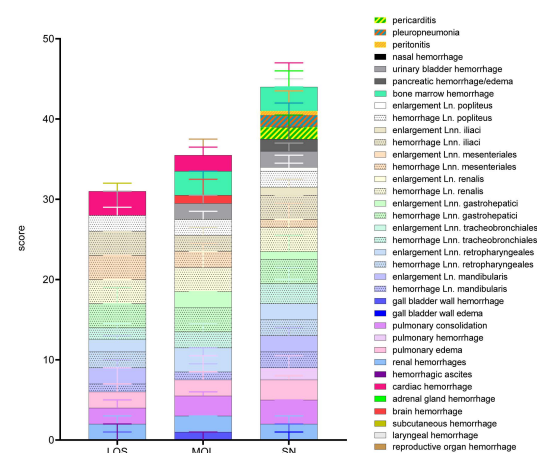 50
40
30
20
10
0
score
LOS
MOL
SN
pericarditis
pleuropneumonia
peritonitis
nasal hemorrhage
urinary bladder hemorrhage
pancreatic hemorrhage/edema
bone marrow hemorrhage
enlargement Ln. popliteus
hemorrhage Ln. popliteus
enlargement Lnn. iliaci
hemorrhage Lnn. iliaci
enlargement Lnn. mesenteriales
hemorrhage Lnn. mesenteriales
enlargement Ln. renalis
hemorrhage Ln. renalis
enlargement Lnn. gastrohepatici
hemorrhage Lnn. gastrohepatici
enlargement Lnn. tracheobronchiales
hemorrhage Lnn. tracheobronchiales
enlargement Lnn. retropharyngeales
hemorrhage Lnn. retropharyngeales
enlargement Ln. mandibularis
hemorrhage Ln. mandibularis
gall bladder wall hemorrhage
gall bladder wall edema
pulmonary consolidation
pulmonary hemorrhage
pulmonary edema
renal hemorrhages
hemorrhagic ascites
cardiac hemorrhage
adrenal gland hemorrhage
brain hemorrhage
subcutaneous hemorrhage
laryngeal hemorrhage
reproductive organ hemorrhage